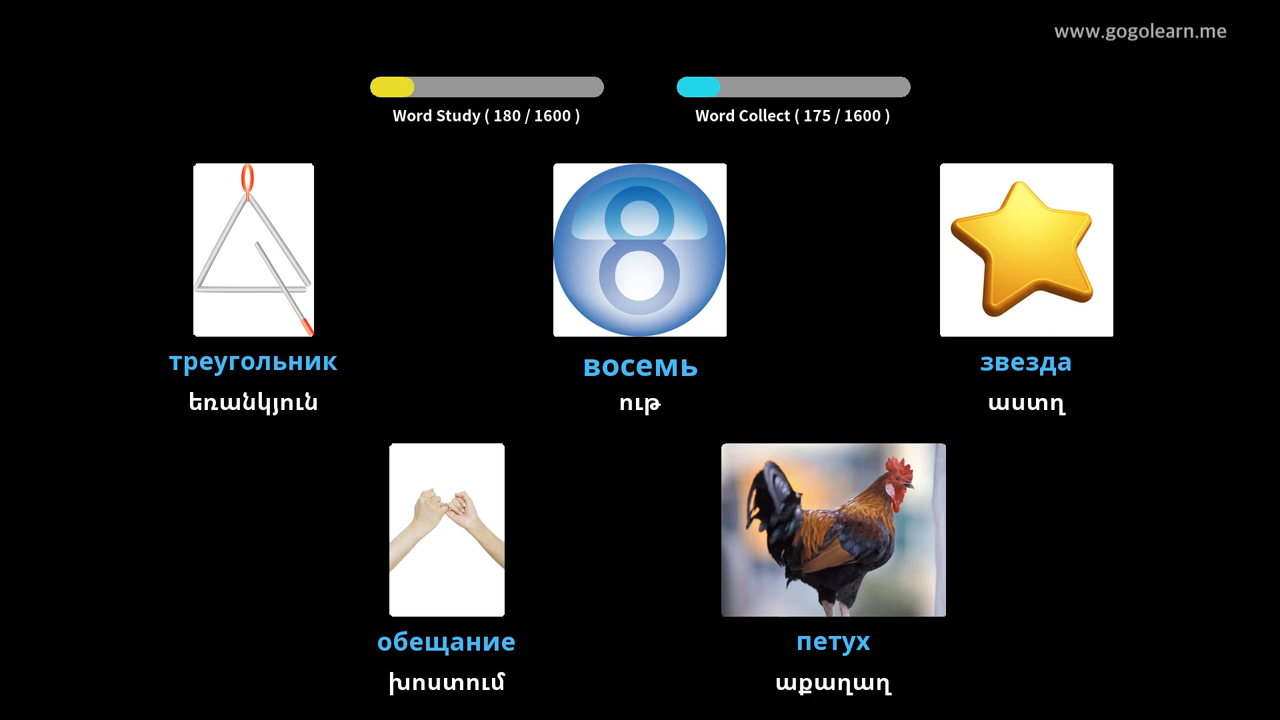 www.gogolearn.me
Word Study ( 180 / 1600 )
Word Collect ( 175 / 1600 )
8
треугольник
եռանկյուն
восемь
ութ
звезда
աստղ
обещание
խոստում
петух
աքաղաղ